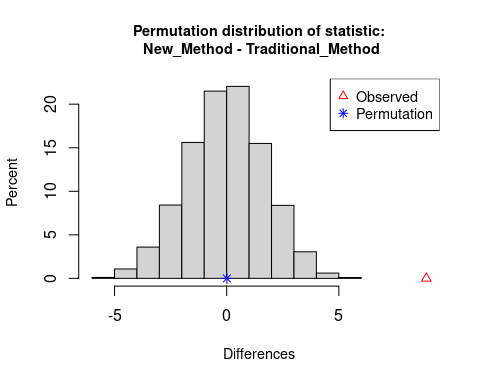 Permutation distribution of statistic:
New_Method - Traditional_Method
Observed
Permutation
Percent
20
15
10
5
0
-5 0 5
Differences